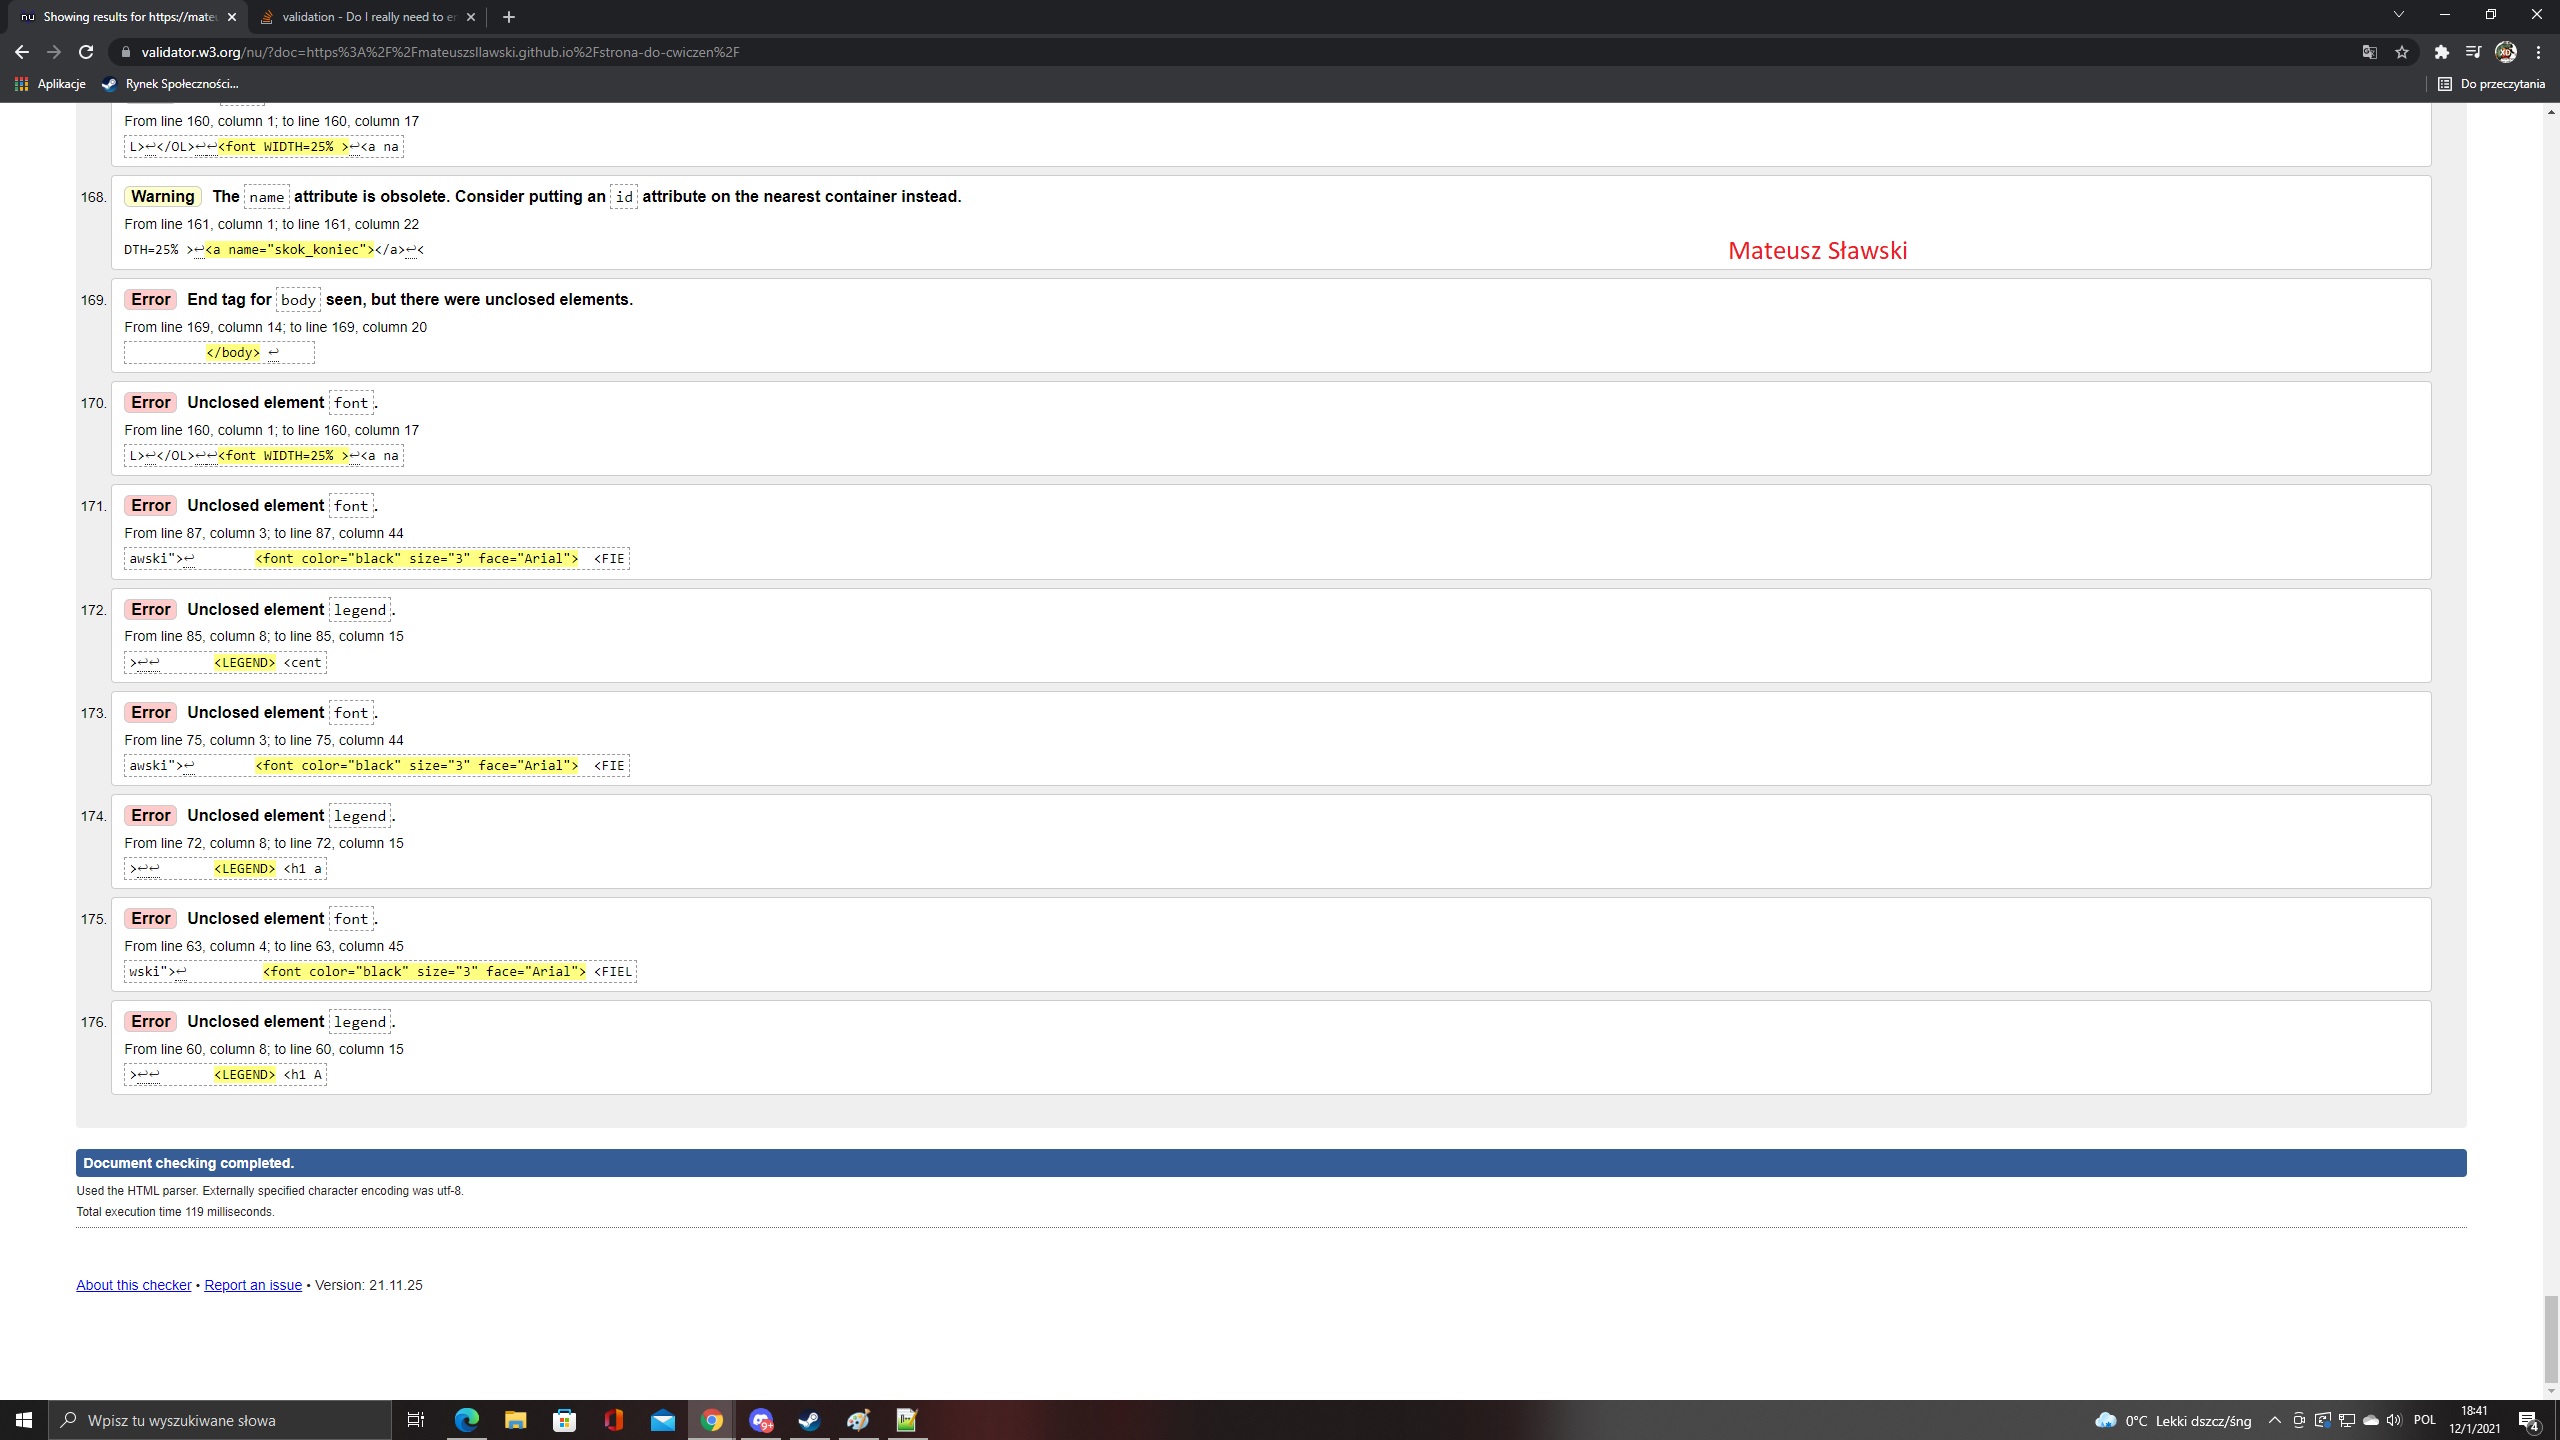 Showing results for https://mateu
validation - Do I really need to er
validator.w3.org/nu/?doc=https%3A%2F%2Fmateuszsllawski.github.io%2Fstrona-do-cwiczen%2F
Aplikacje
Rynek Społeczności...
Do przeczytania
From line 160, column 1; to line 160, column 17
L>↩</OL>↩↩<font WIDTH=25% >↩<a na
168. Warning The name attribute is obsolete. Consider putting an id attribute on the nearest container instead.
From line 161, column 1; to line 161, column 22
DTH=25% >↩<a name="skok_koniec"></a>↩<
Mateusz Sławski
169. Error End tag for body seen, but there were unclosed elements.
From line 169, column 14; to line 169, column 20
</body> ↩
170. Error Unclosed element font.
From line 160, column 1; to line 160, column 17
L>↩</OL>↩↩<font WIDTH=25% >↩<a na
171. Error Unclosed element font.
From line 87, column 3; to line 87, column 44
awski">↩ <font color="black" size="3" face="Arial"> <FIE
172. Error Unclosed element legend.
From line 85, column 8; to line 85, column 15
>↩↩ <LEGEND> <cent
173. Error Unclosed element font.
From line 75, column 3; to line 75, column 44
awski">↩ <font color="black" size="3" face="Arial"> <FIE
174. Error Unclosed element legend.
From line 72, column 8; to line 72, column 15
>↩↩ <LEGEND> <h1 a
175. Error Unclosed element font.
From line 63, column 4; to line 63, column 45
wski">↩ <font color="black" size="3" face="Arial"> <FIEL
176. Error Unclosed element legend.
From line 60, column 8; to line 60, column 15
>↩↩ <LEGEND> <h1 A
Document checking completed.
Used the HTML parser. Externally specified character encoding was utf-8.
Total execution time 119 milliseconds.
About this checker • Report an issue • Version: 21.11.25
Wpisz tu wyszukiwane słowa
9+
0°C Lekki dszcz/śng
POL
18:41
12/1/2021
4